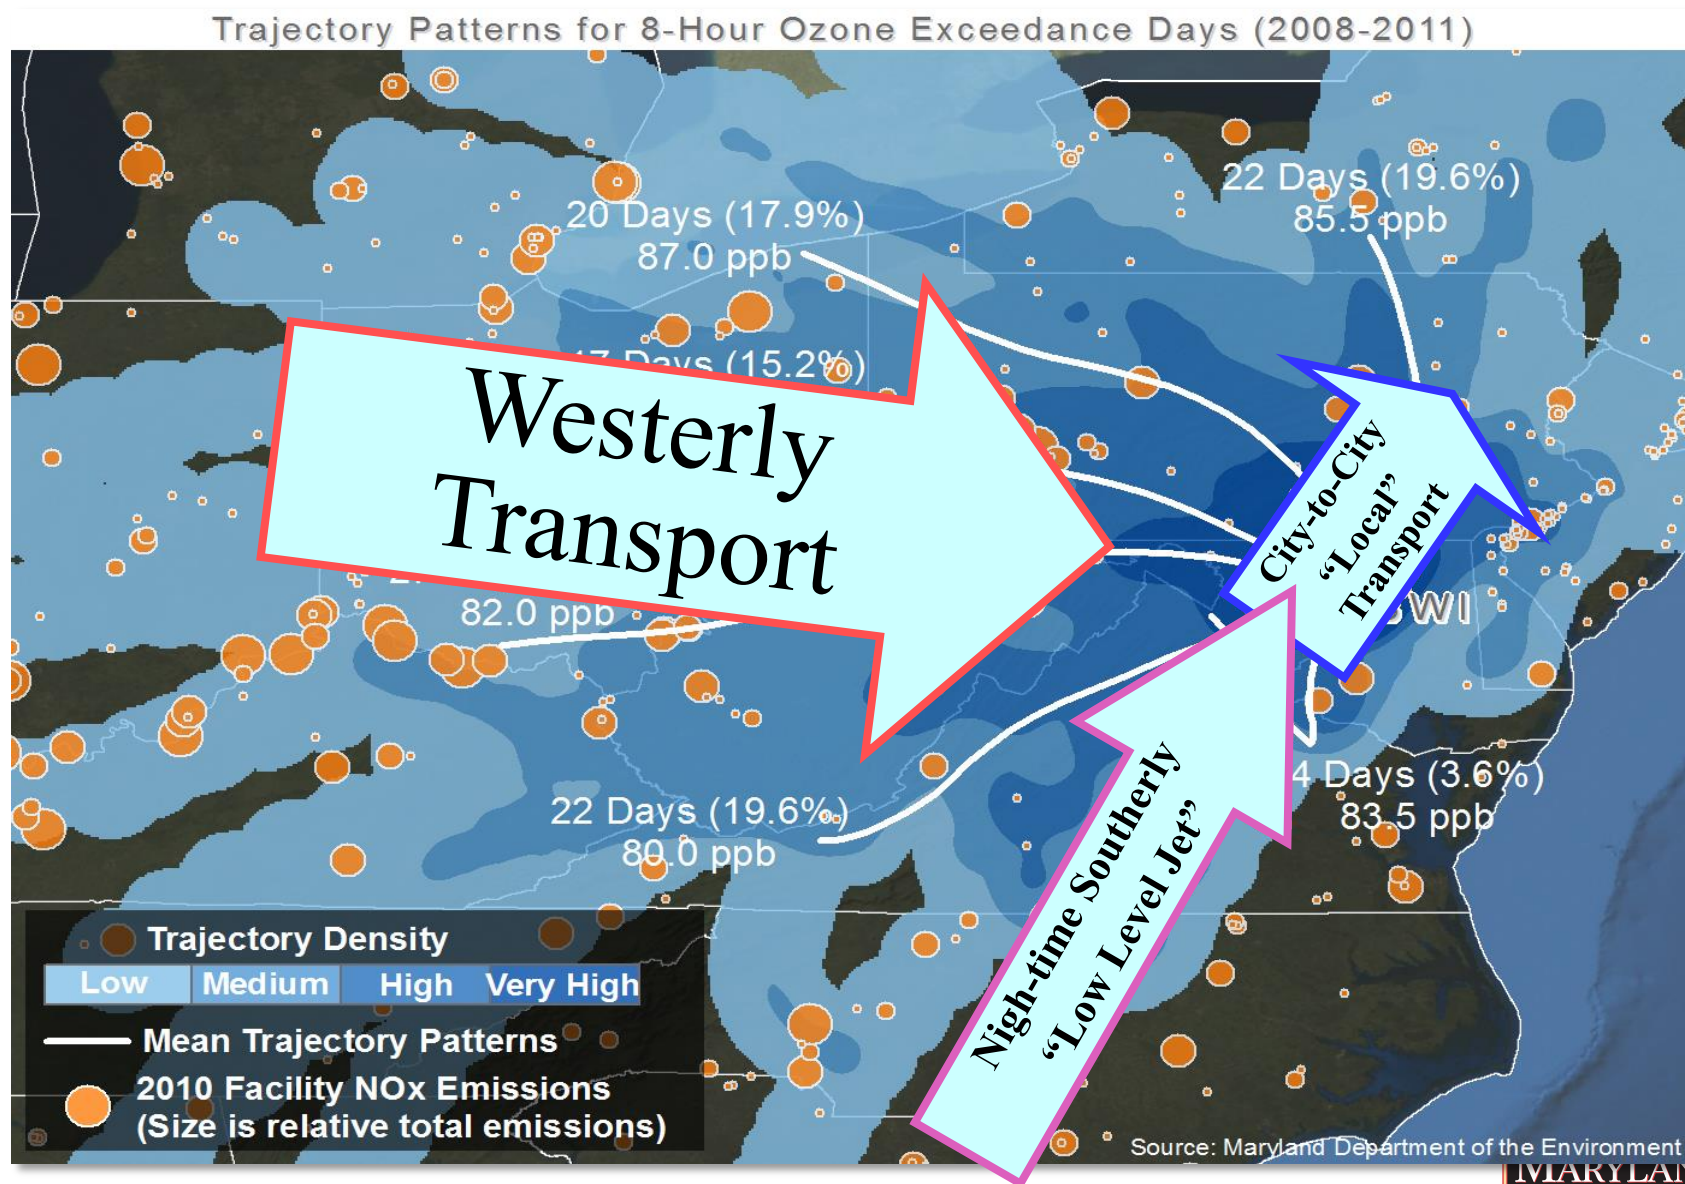 Trajectory Patterns for 8-Hour Ozone Exceedance Days (2008-2011)
22 Days (19.6%)
85.5 ppb
20 Days (17.9%)
87.0 ppb
17 Days (15.2%)
Westerly
Transport
City-to-City
“Local”
Transport
82.0 ppb
4 Days (3.6%)
83.5 ppb
22 Days (19.6%)
80.0 ppb
Nigh-time Southerly
“Low Level Jet”
Trajectory Density
Low Medium High Very High
Mean Trajectory Patterns
2010 Facility NOx Emissions
(Size is relative total emissions)
Source: Maryland Department of the Environment